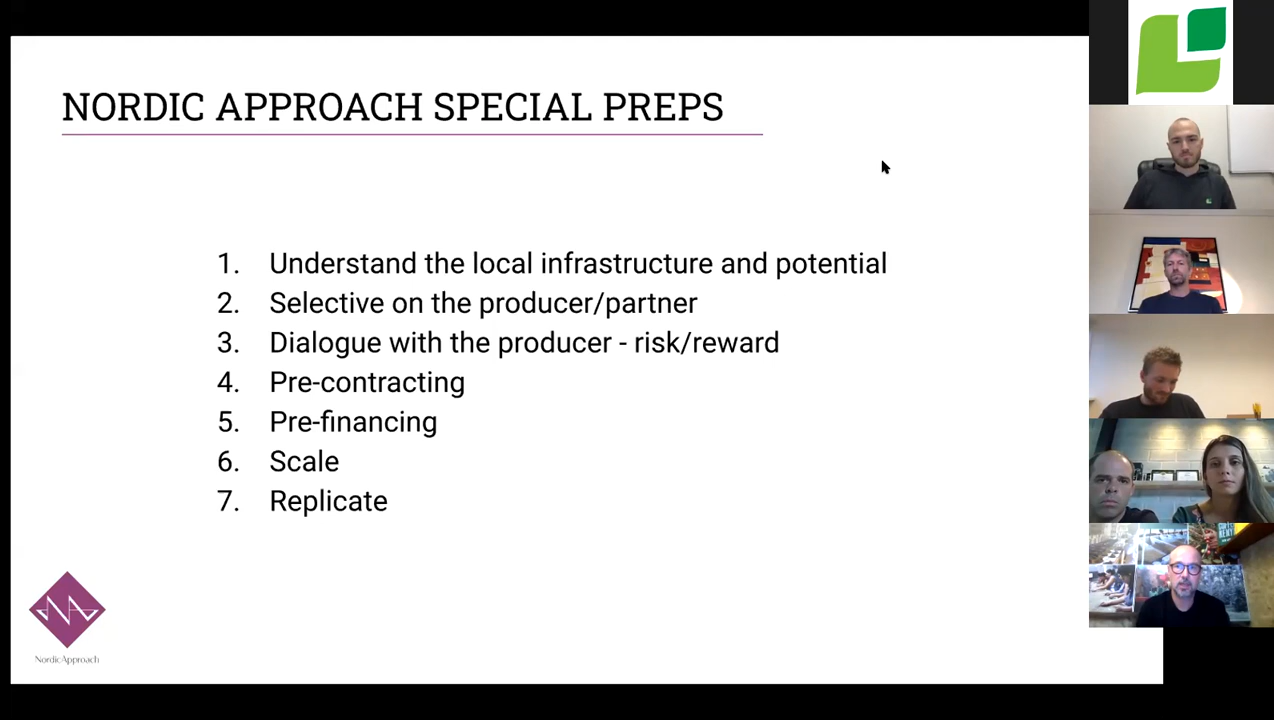 NORDIC APPROACH SPECIAL PREPS
1. Understand the local infrastructure and potential
2. Selective on the producer/partner
3. Dialogue with the producer - risk/reward
4. Pre-contracting
5. Pre-financing
6. Scale
7. Replicate
NordicApproach